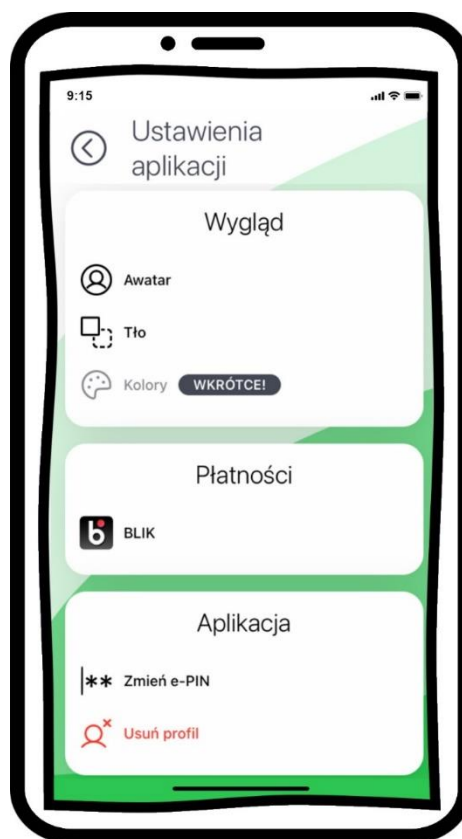 9:15
Ustawienia
aplikacji
Wygląd
Awatar
Tło
Kolory WKRÓTCE!
Płatności
BLIK
Aplikacja
|** Zmień e-PIN
Usuń profil